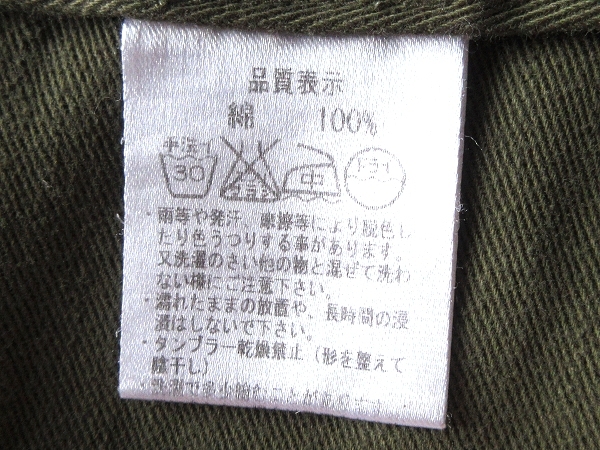 品質表示
綿 100%
手洗イ
30
エンソ
中
ドライ
・雨等や発汗、摩擦等により脱色し
たり色うつりする事があります。
又洗濯のさい他の物と混ぜて洗わ
ない様にご注意下さい。
・濡れたままの放置や、長時間の浸
漬はしないで下さい。
・タンブラー乾燥禁止（形を整えて
陰干し）